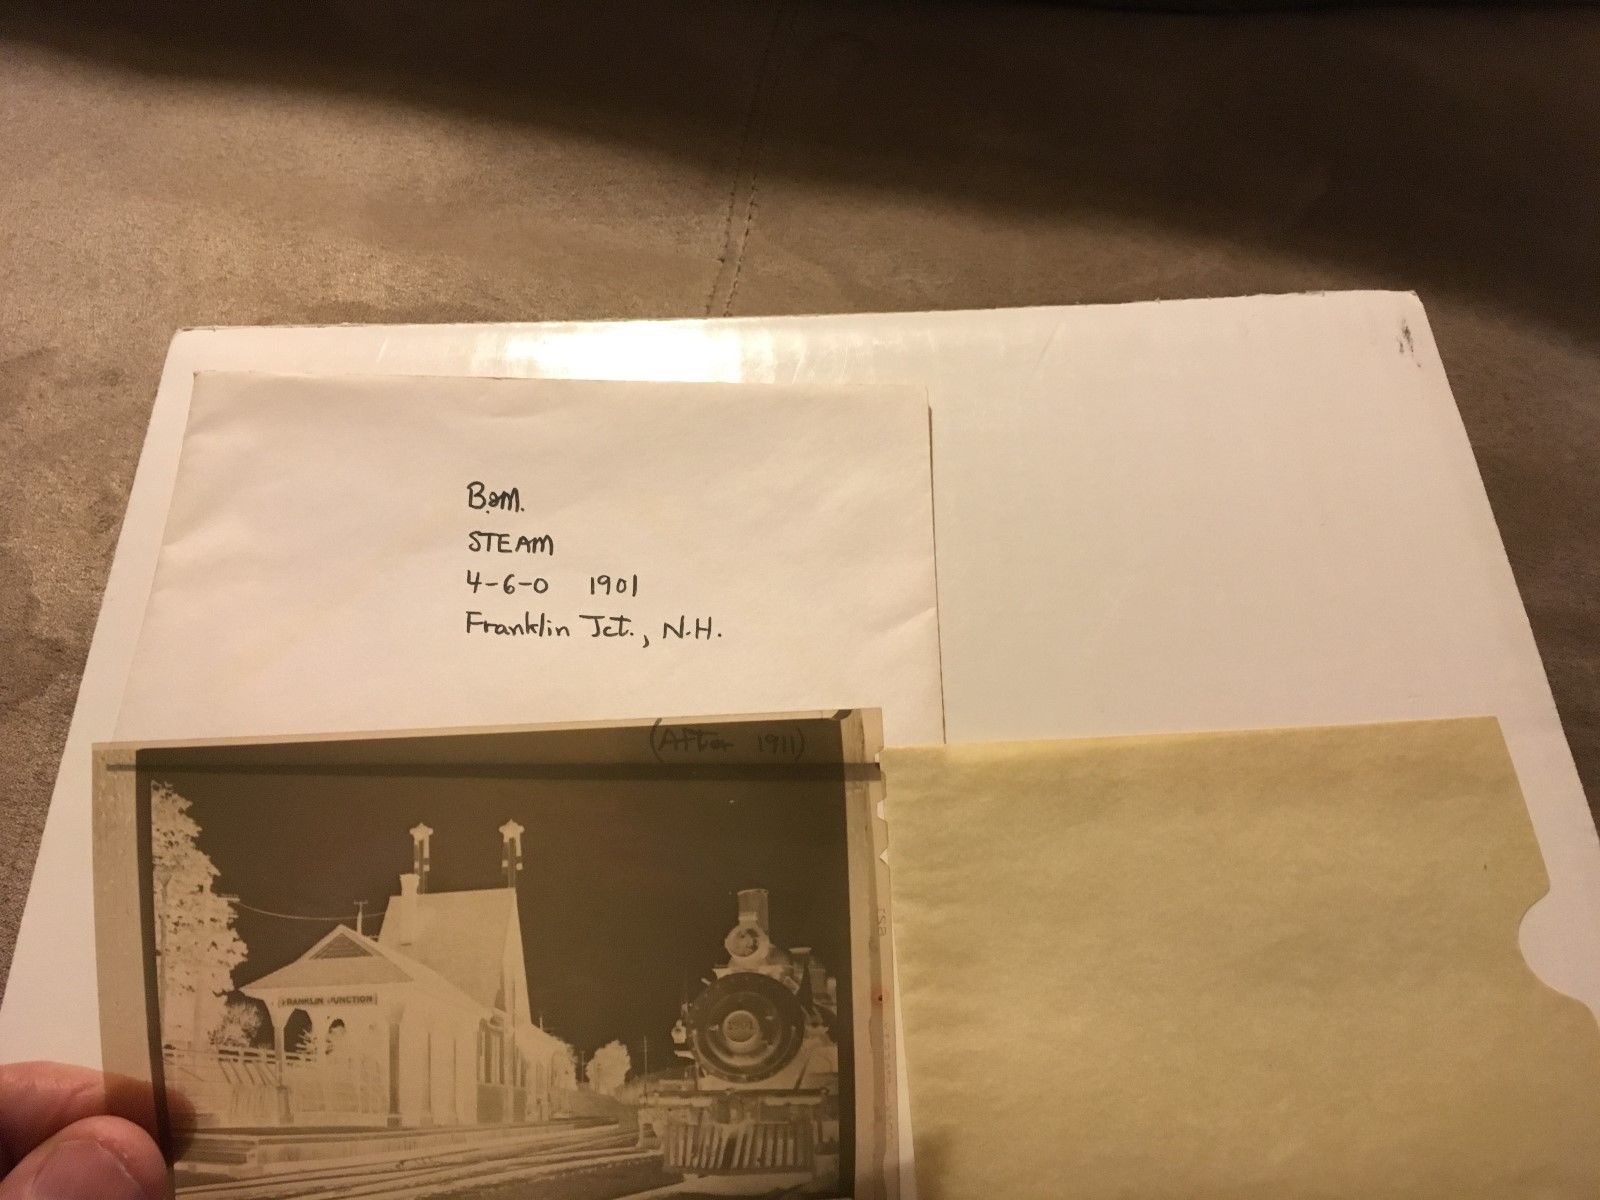 B&M.
STEAM
4-6-0 1901
Franklin Jct., N.H.
(After 1911)
FRANKLIN JUNCTION